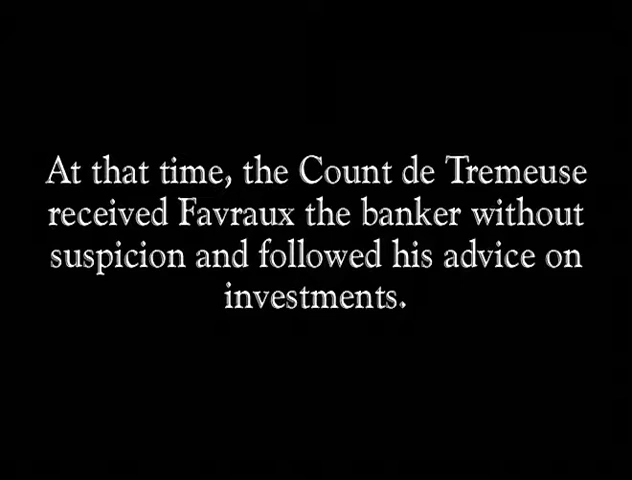 At that time, the Count de Tremeuse
received Favraux the banker without
suspicion and followed his advice on
investments.